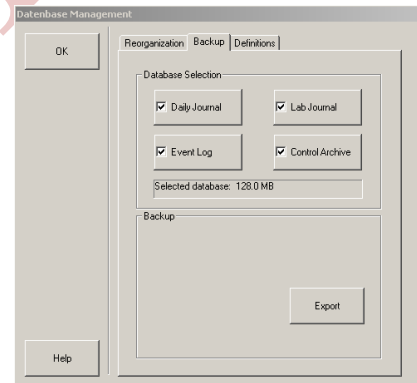 Datenbase Management
OK
Reorganization Backup Definitions
Database Selection
Daily Journal Lab Journal
Event Log Control Archive
Selected database: 128.0 MB
Backup
Export
Help